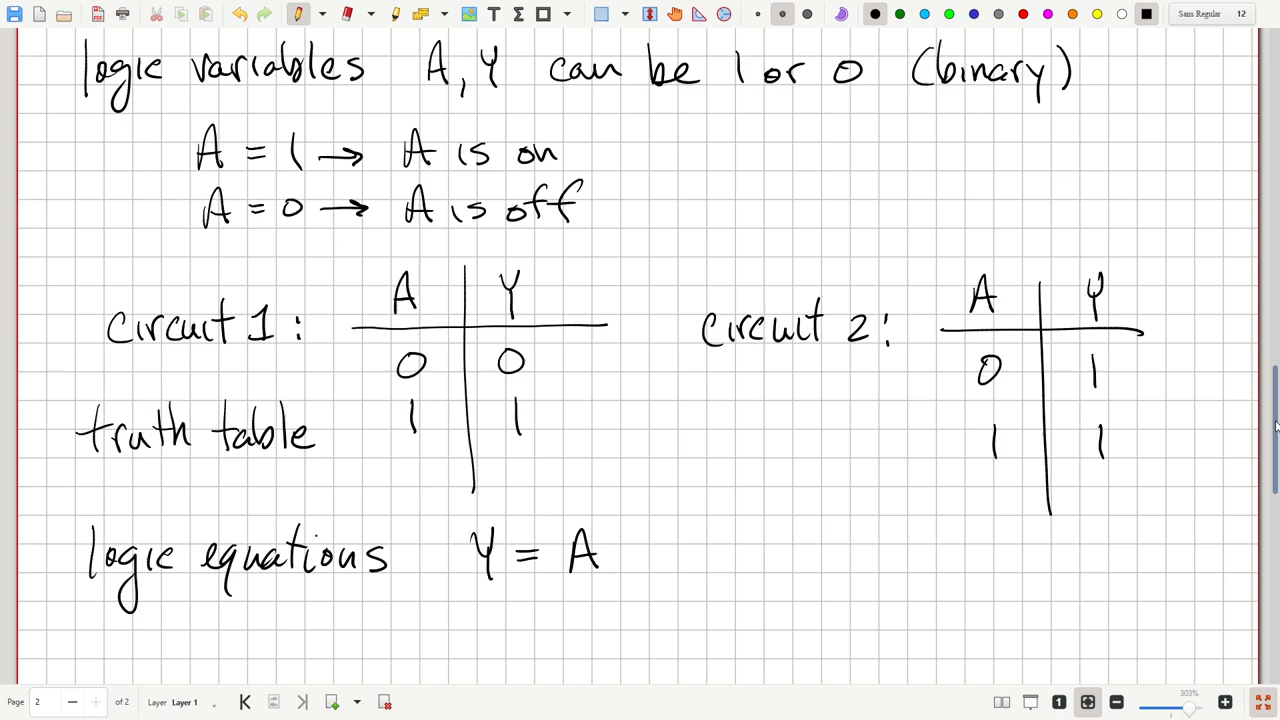 Sans Regular 12
logic variables A, Y can be 1 or 0 (binary)
A = 1 → A is on
A = 0 → A is off
circuit 1: A Y
0 0
1 1
truth table
circuit 2: A Y
0 1
1 1
logic equations Y = A
Page 2 of 2 Layer Layer 1 1 303%